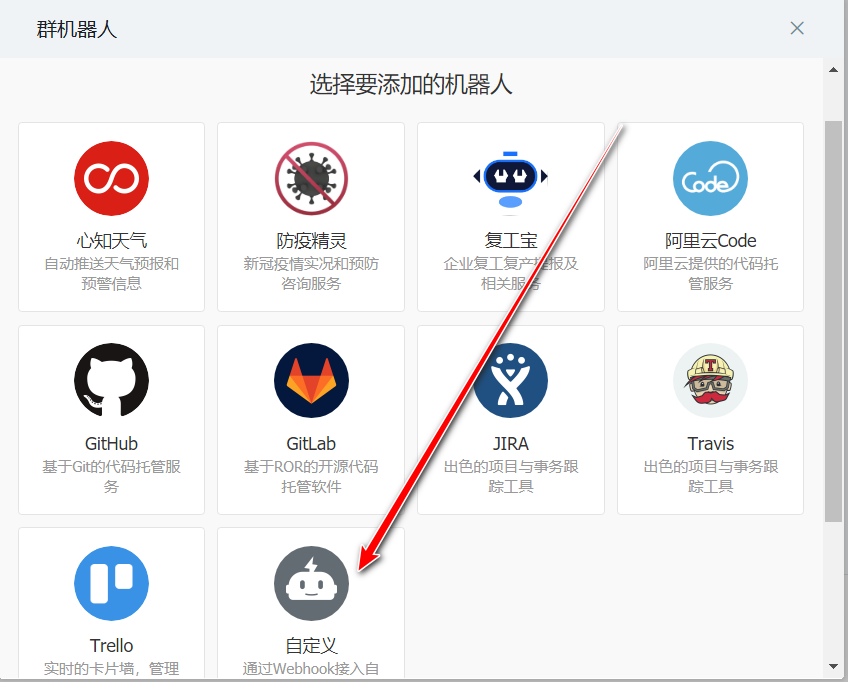 群机器人
选择要添加的机器人
心知天气
自动推送天气预报和
预警信息
防疫精灵
新冠疫情实况和预防
咨询服务
复工宝
企业复工复产播报及
相关服务
Code
阿里云Code
阿里云提供的代码托
管服务
GitHub
基于Git的代码托管服
务
GitLab
基于ROR的开源代码
托管软件
JIRA
出色的项目与事务跟
踪工具
T
Travis
出色的项目与事务跟
踪工具
Trello
实时的卡片墙，管理
自定义
通过Webhook接入自